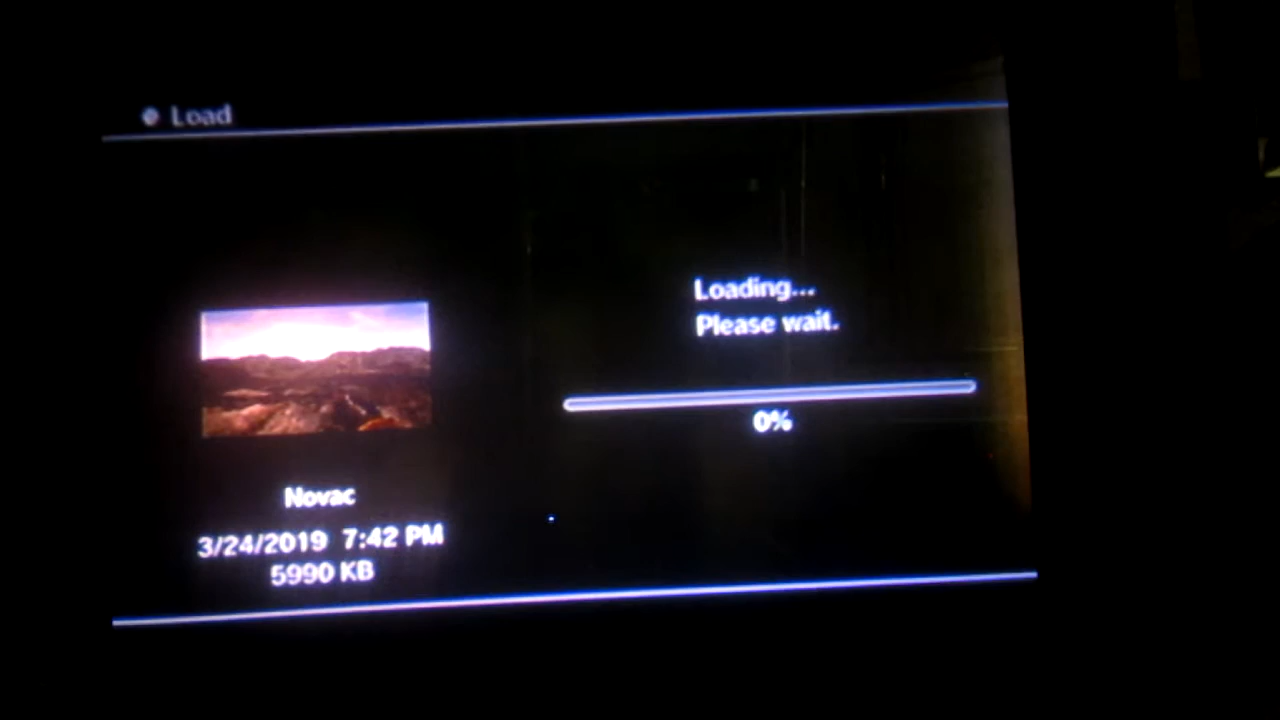 Load
Loading...
Please wait.
0%
Novac
3/24/2019 7:42 PM
5990 KB